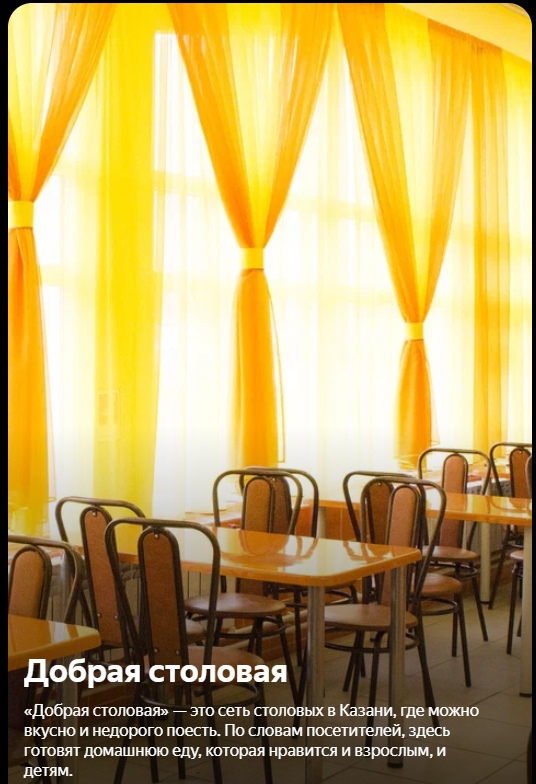 Добрая столовая
«Добрая столовая» — это сеть столовых в Казани, где можно
вкусно и недорого поесть. По словам посетителей, здесь
готовят домашнюю еду, которая нравится и взрослым, и
детям.